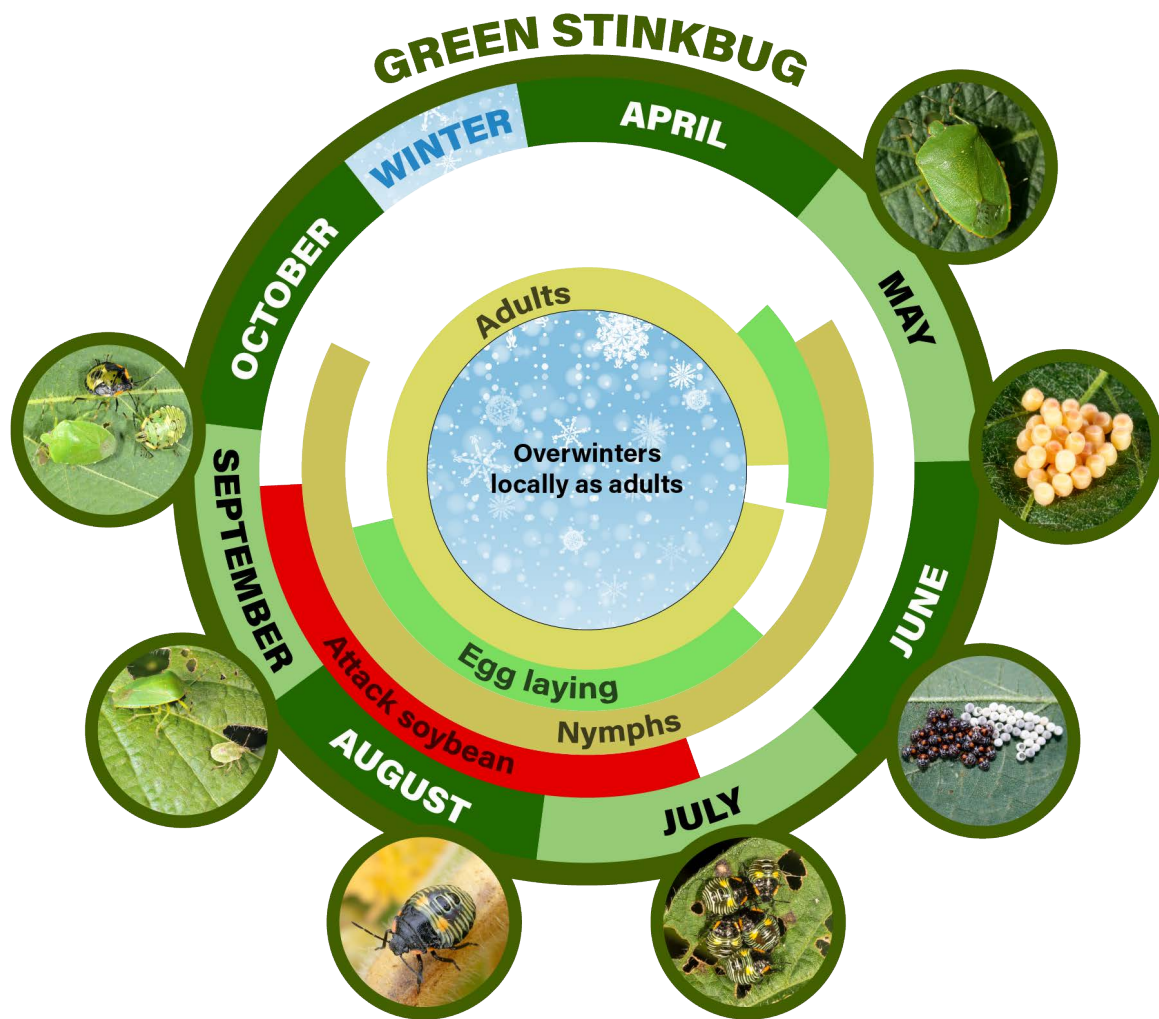 GREEN STINKBUG
WINTER
APRIL
MAY
JUNE
JULY
AUGUST
SEPTEMBER
OCTOBER
Adults
Overwinters
locally as adults
Egg laying
Nymphs
Attack soybean